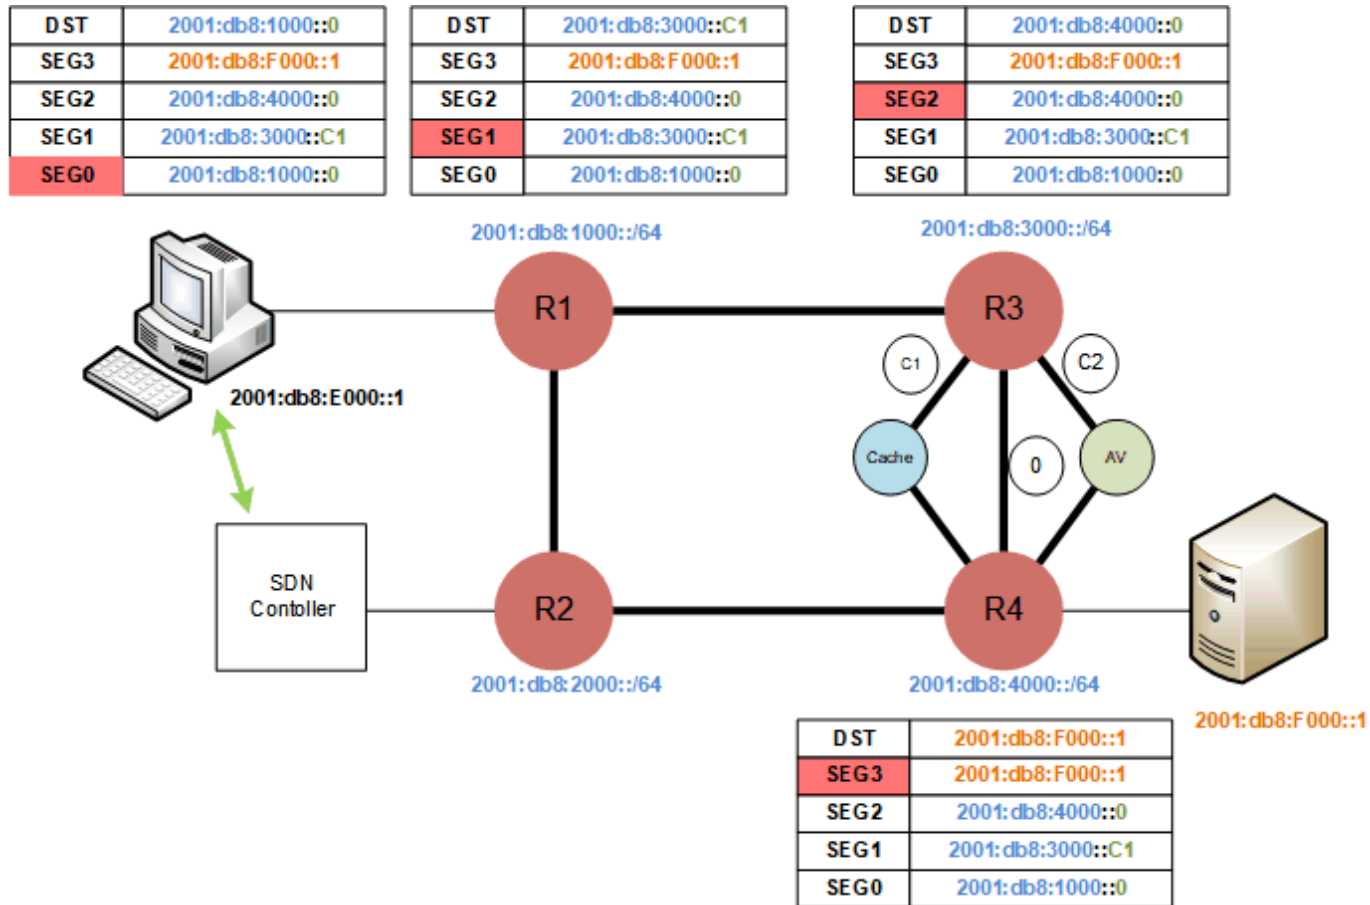 DST 2001:db8:1000::0
SEG3 2001:db8:F000::1
SEG2 2001:db8:4000::0
SEG1 2001:db8:3000::C1
SEG0 2001:db8:1000::0
DST 2001:db8:3000::C1
SEG3 2001:db8:F000::1
SEG2 2001:db8:4000::0
SEG1 2001:db8:3000::C1
SEG0 2001:db8:1000::0
DST 2001:db8:4000::0
SEG3 2001:db8:F000::1
SEG2 2001:db8:4000::0
SEG1 2001:db8:3000::C1
SEG0 2001:db8:1000::0
2001:db8:1000::/64
2001:db8:3000::/64
R1
R3
C1
C2
2001:db8:E000::1
Cache
0
AV
SDN
Contoller
R2
R4
2001:db8:2000::/64
2001:db8:4000::/64
2001:db8:F000::1
DST 2001:db8:F000::1
SEG3 2001:db8:F000::1
SEG2 2001:db8:4000::0
SEG1 2001:db8:3000::C1
SEG0 2001:db8:1000::0